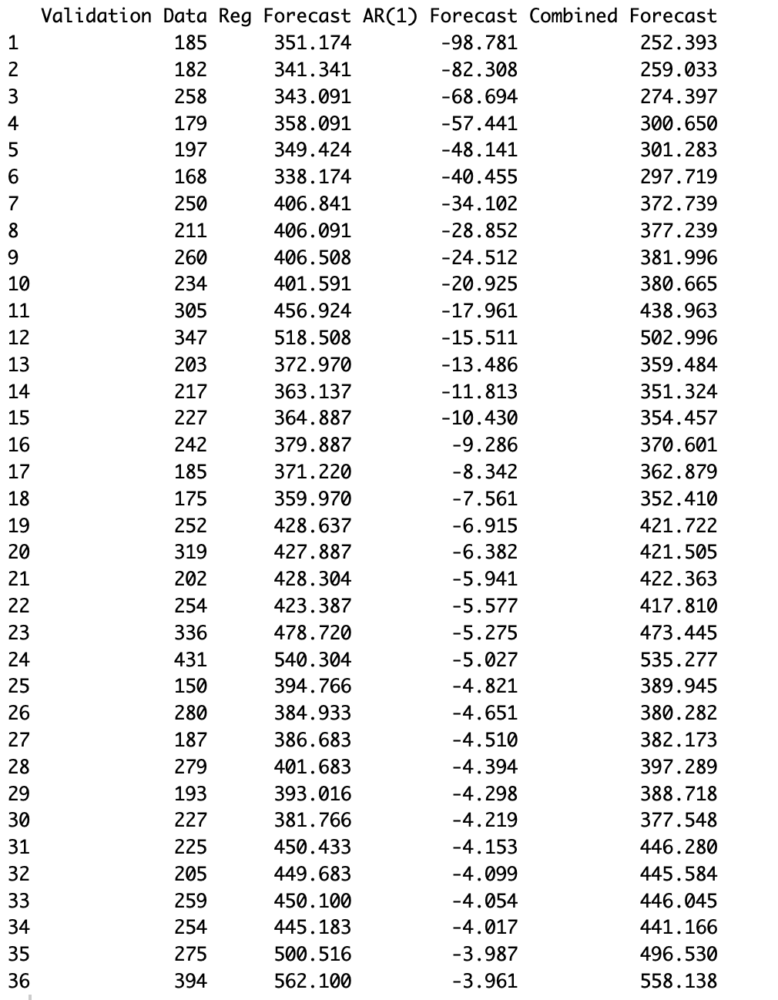 Validation Data Reg Forecast AR(1) Forecast Combined Forecast
1 185 351.174 -98.781 252.393
2 182 341.341 -82.308 259.033
3 258 343.091 -68.694 274.397
4 179 358.091 -57.441 300.650
5 197 349.424 -48.141 301.283
6 168 338.174 -40.455 297.719
7 250 406.841 -34.102 372.739
8 211 406.091 -28.852 377.239
9 260 406.508 -24.512 381.996
10 234 401.591 -20.925 380.665
11 305 456.924 -17.961 438.963
12 347 518.508 -15.511 502.996
13 203 372.970 -13.486 359.484
14 217 363.137 -11.813 351.324
15 227 364.887 -10.430 354.457
16 242 379.887 -9.286 370.601
17 185 371.220 -8.342 362.879
18 175 359.970 -7.561 352.410
19 252 428.637 -6.915 421.722
20 319 427.887 -6.382 421.505
21 202 428.304 -5.941 422.363
22 254 423.387 -5.577 417.810
23 336 478.720 -5.275 473.445
24 431 540.304 -5.027 535.277
25 150 394.766 -4.821 389.945
26 280 384.933 -4.651 380.282
27 187 386.683 -4.510 382.173
28 279 401.683 -4.394 397.289
29 193 393.016 -4.298 388.718
30 227 381.766 -4.219 377.548
31 225 450.433 -4.153 446.280
32 205 449.683 -4.099 445.584
33 259 450.100 -4.054 446.045
34 254 445.183 -4.017 441.166
35 275 500.516 -3.987 496.530
36 394 562.100 -3.961 558.138